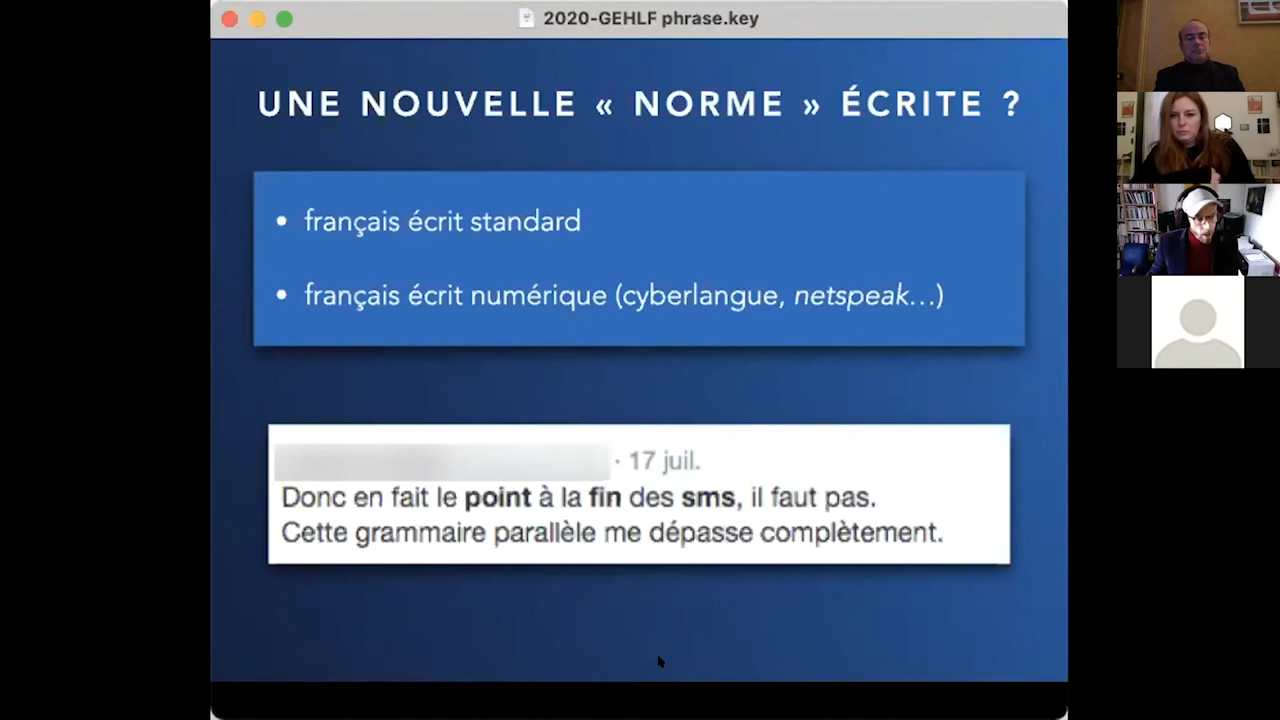 2020-GEHLF phrase.key
UNE NOUVELLE « NORME » ÉCRITE ?
• français écrit standard
• français écrit numérique (cyberlangue, netspeak…)
· 17 juil.
Donc en fait le point à la fin des sms, il faut pas.
Cette grammaire parallèle me dépasse complètement.